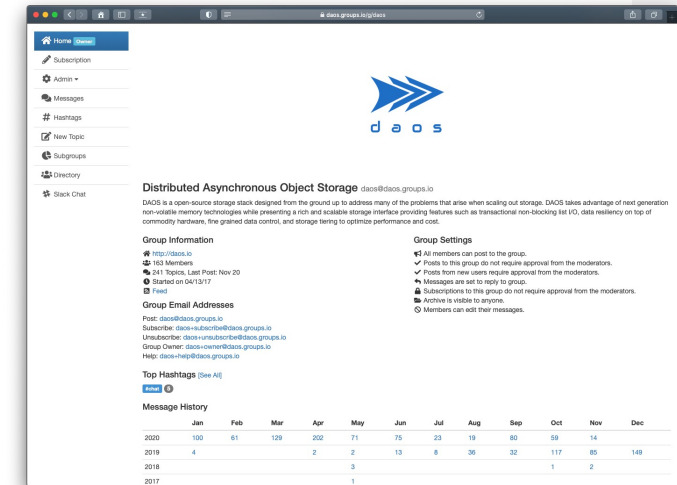 daos.groups.io/g/daos
Home Owner
Subscription
Admin
Messages
# Hashtags
New Topic
Subgroups
Directory
Slack Chat
daos
Distributed Asynchronous Object Storage daos@daos.groups.io
DAOS is a open-source storage stack designed from the ground up to address many of the problems that arise when scaling out storage. DAOS takes advantage of next generation
non-volatile memory technologies while presenting a rich and scalable storage interface providing features such as transactional non-blocking list I/O, data resiliency on top of
commodity hardware, fine grained data control, and storage tiering to optimize performance and cost.
Group Information
http://daos.io
163 Members
241 Topics, Last Post: Nov 20
Started on 04/13/17
Feed
Group Email Addresses
Post: daos@daos.groups.io
Subscribe: daos+subscribe@daos.groups.io
Unsubscribe: daos+unsubscribe@daos.groups.io
Group Owner: daos+owner@daos.groups.io
Help: daos+help@daos.groups.io
Group Settings
All members can post to the group.
Posts to this group do not require approval from the moderators.
Posts from new users require approval from the moderators.
Messages are set to reply to group.
Subscriptions to this group do not require approval from the moderators.
Archive is visible to anyone.
Members can edit their messages.
Top Hashtags [See All]
Message History
Jan Feb Mar Apr May Jun Jul Aug Sep Oct Nov Dec
2020 100 61 129 202 71 75 23 19 80 59 14
2019 4 2 2 13 8 36 32 117 85 149
2018 3 1 2
2017 1